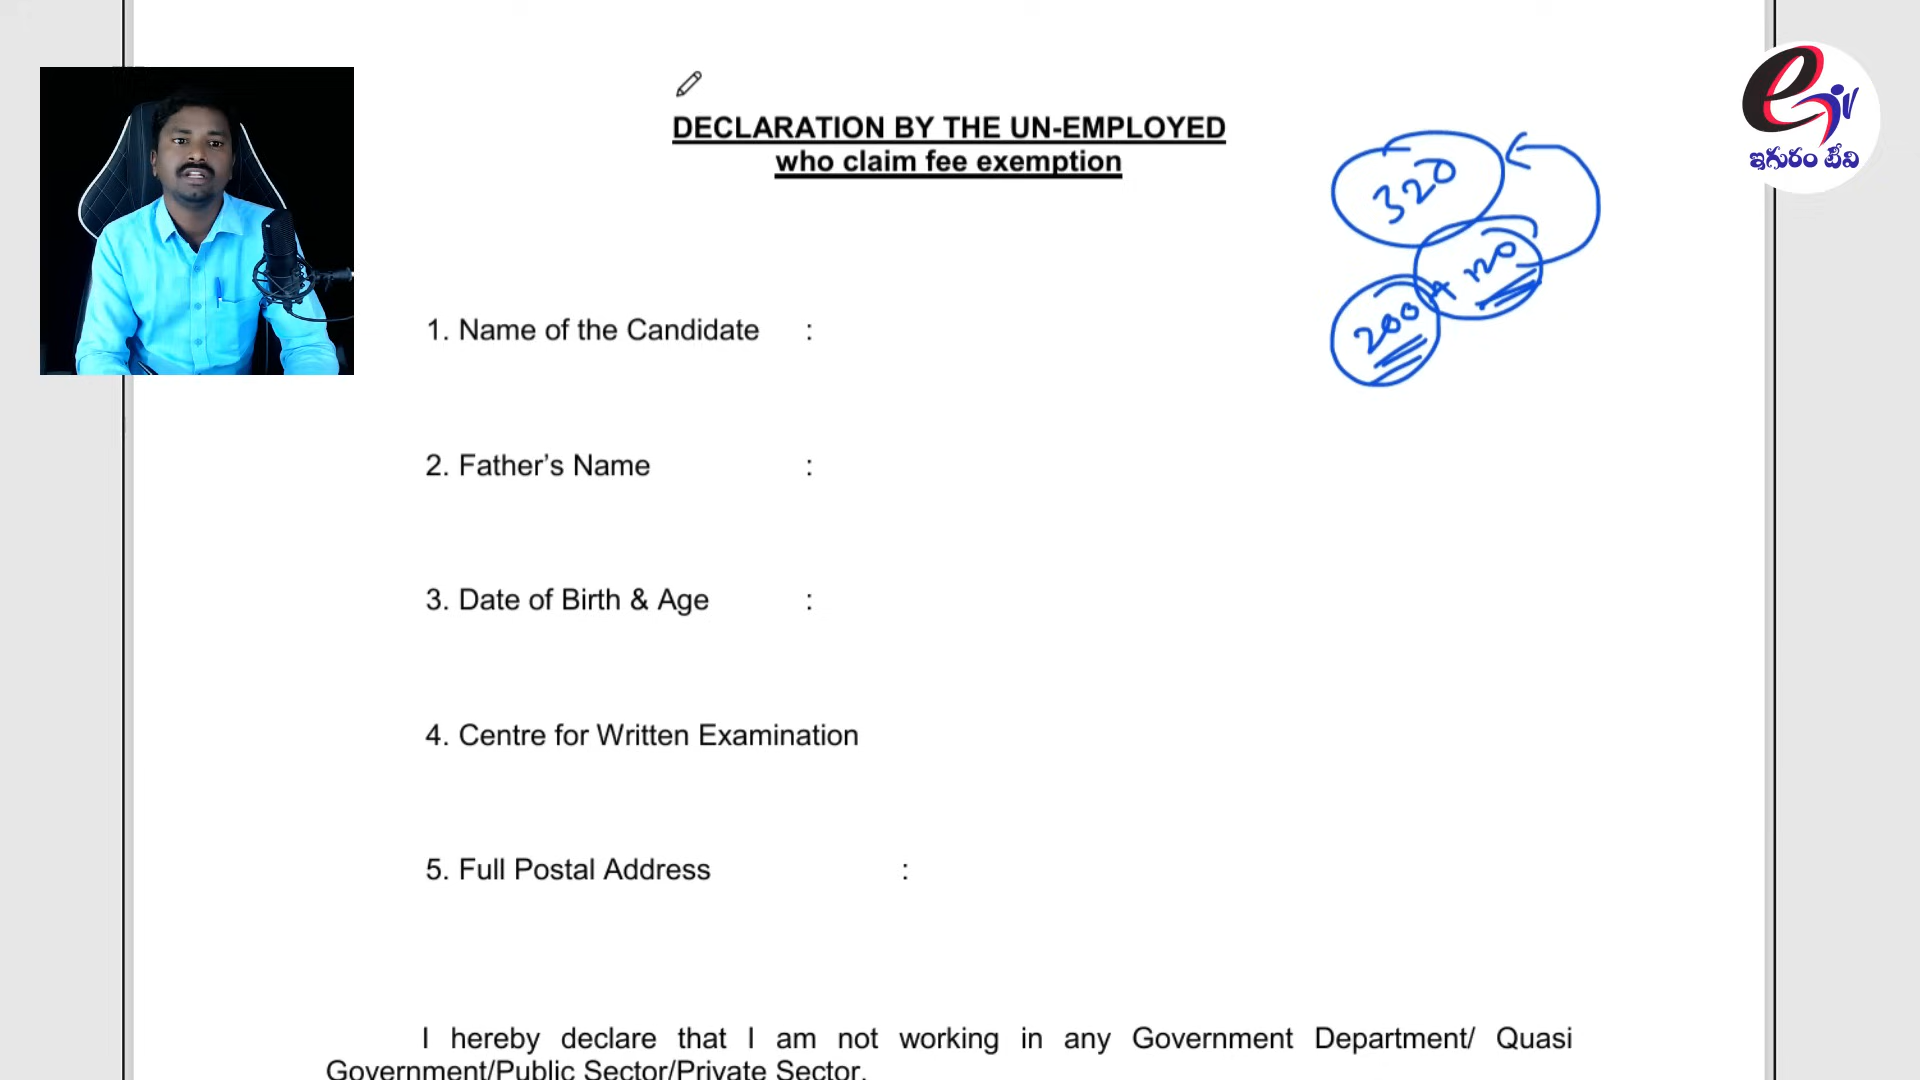 DECLARATION BY THE UN-EMPLOYED
who claim fee exemption
320
200 + 120
ఇగురం టీవి
1. Name of the Candidate :
2. Father's Name :
3. Date of Birth & Age :
4. Centre for Written Examination
5. Full Postal Address :
I hereby declare that I am not working in any Government Department/ Quasi
Government/Public Sector/Private Sector.